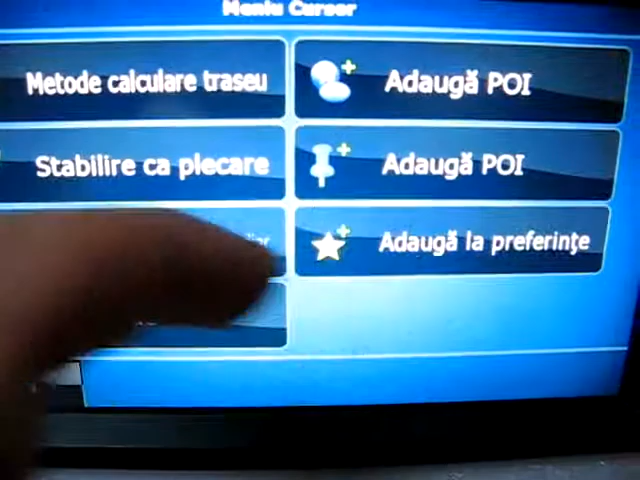 Meniu Cursor
Metode calculare traseu
Adaugă POI
Stabilire ca plecare
Adaugă POI
Adaugă la preferinţe